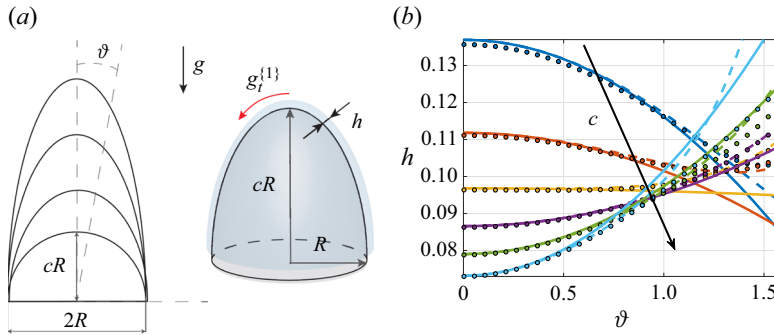 (a)
ϑ
g
g_t^{1}
h
cR
R
cR
2R
(b)
0.13
0.12
0.11
h
0.10
0.09
0.08
c
0
0.5
1.0
1.5
ϑ